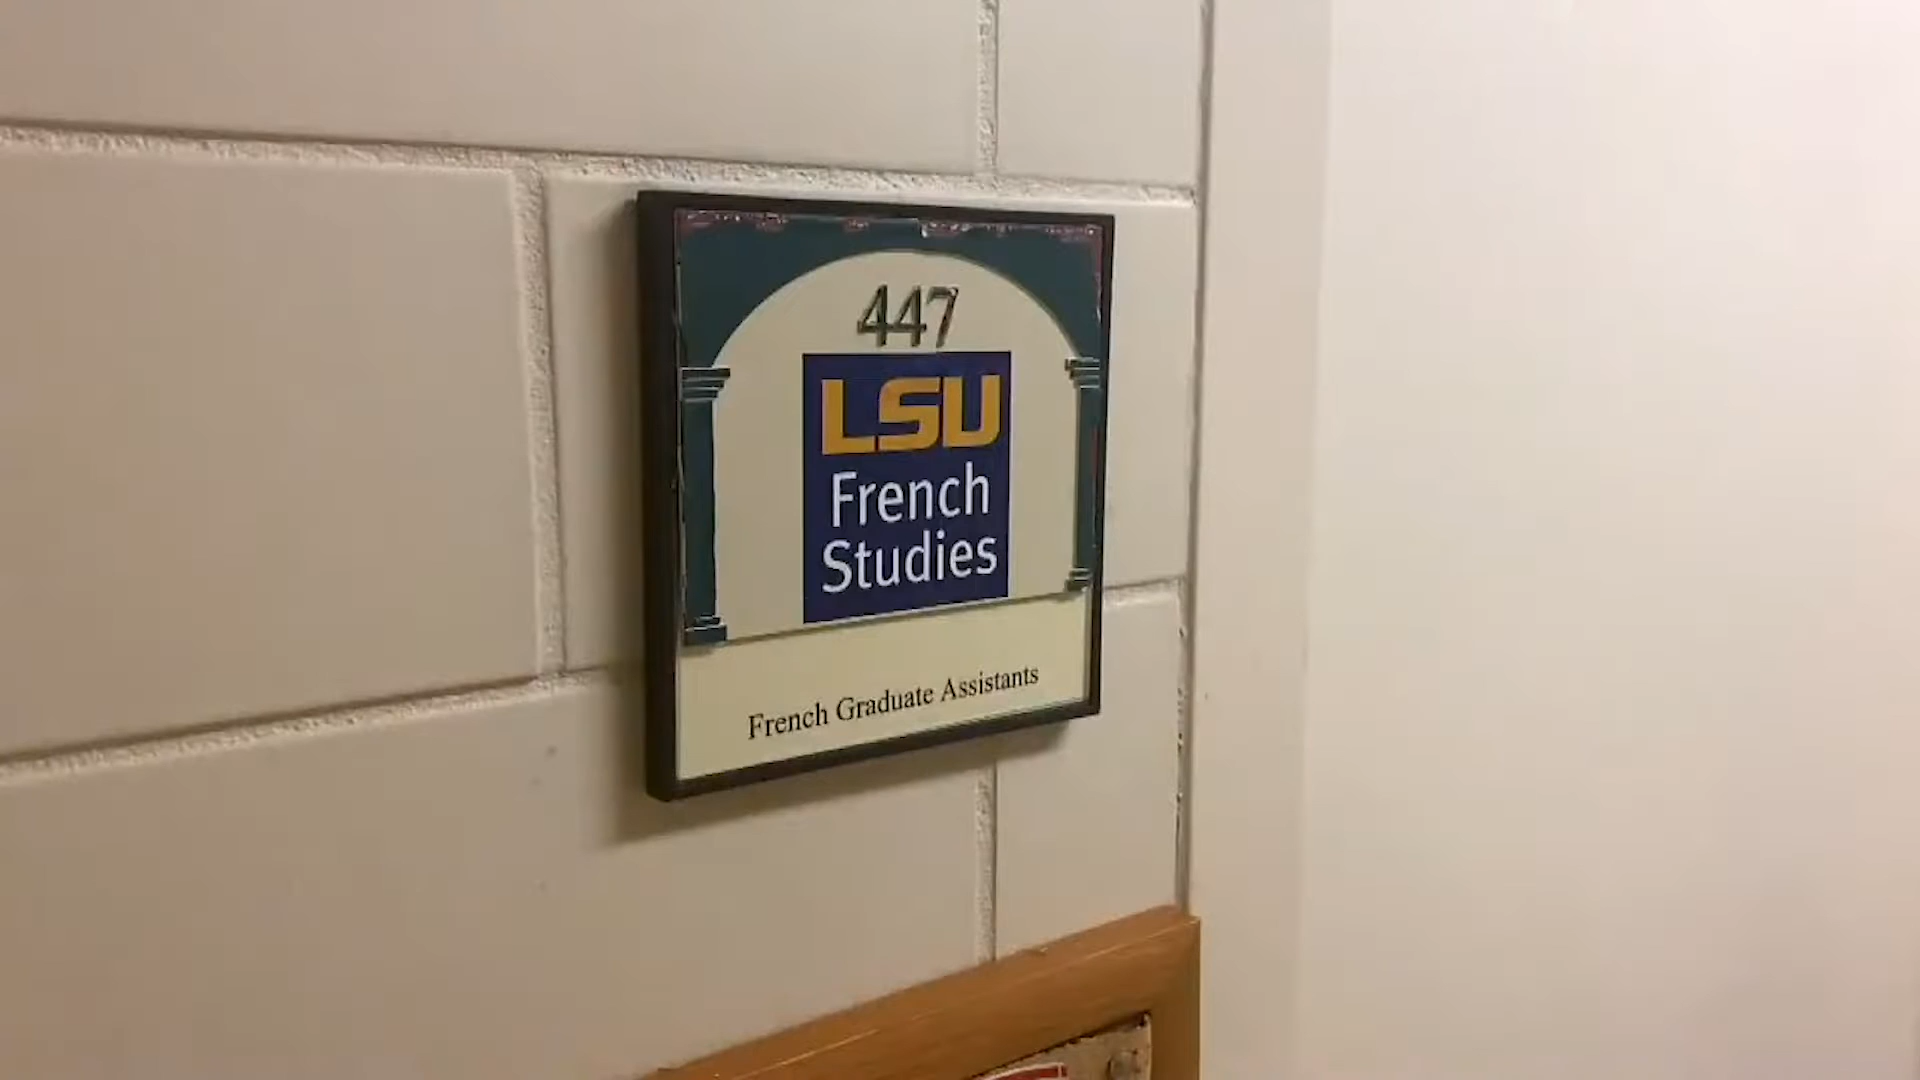 447
LSU
French
Studies
French Graduate Assistants